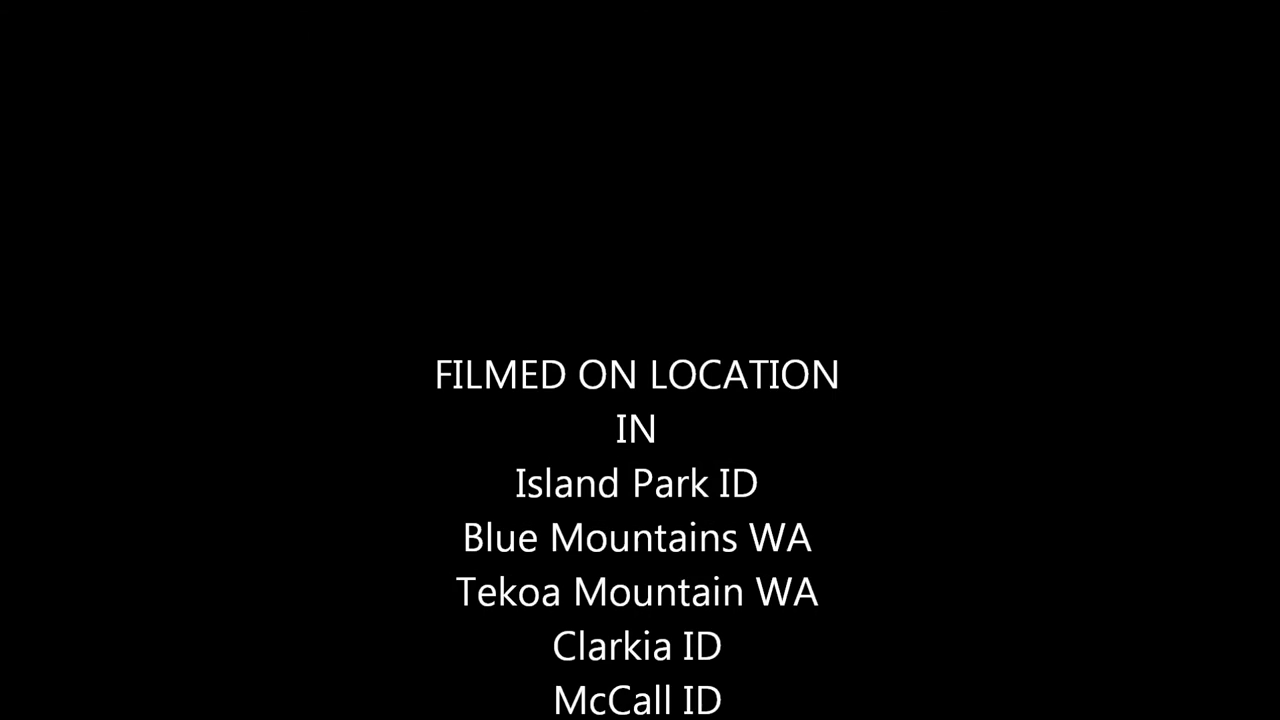 FILMED ON LOCATION
IN
Island Park ID
Blue Mountains WA
Tekoa Mountain WA
Clarkia ID
McCall ID